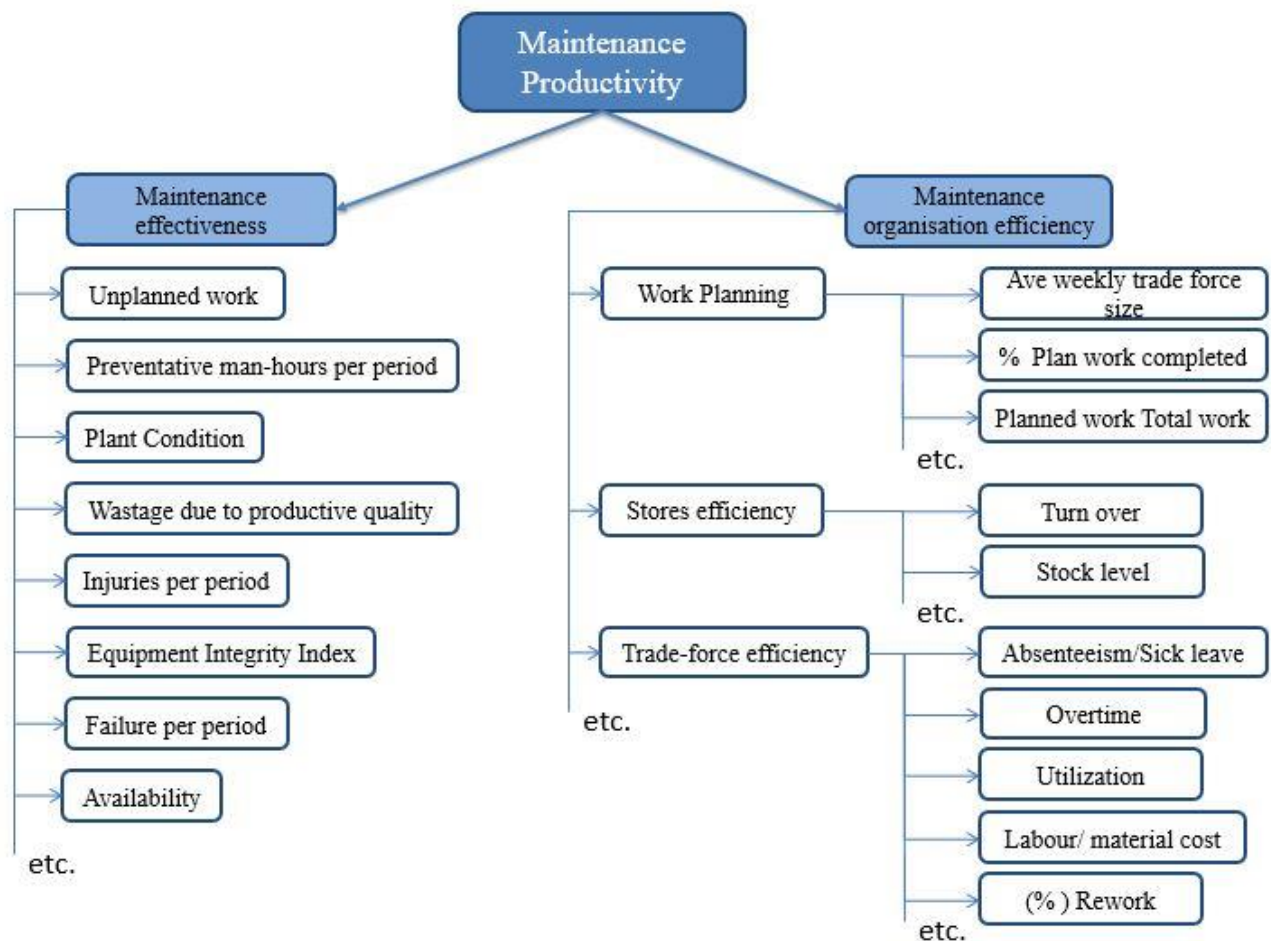 Maintenance
Productivity
Maintenance
effectiveness
Unplanned work
Preventative man-hours per period
Plant Condition
Wastage due to productive quality
Injuries per period
Equipment Integrity Index
Failure per period
Availability
etc.
Maintenance
organisation efficiency
Work Planning
Ave weekly trade force
size
% Plan work completed
Planned work Total work
etc.
Stores efficiency
Turn over
Stock level
etc.
Trade-force efficiency
Absenteeism/Sick leave
Overtime
Utilization
Labour/ material cost
(% ) Rework
etc.
etc.